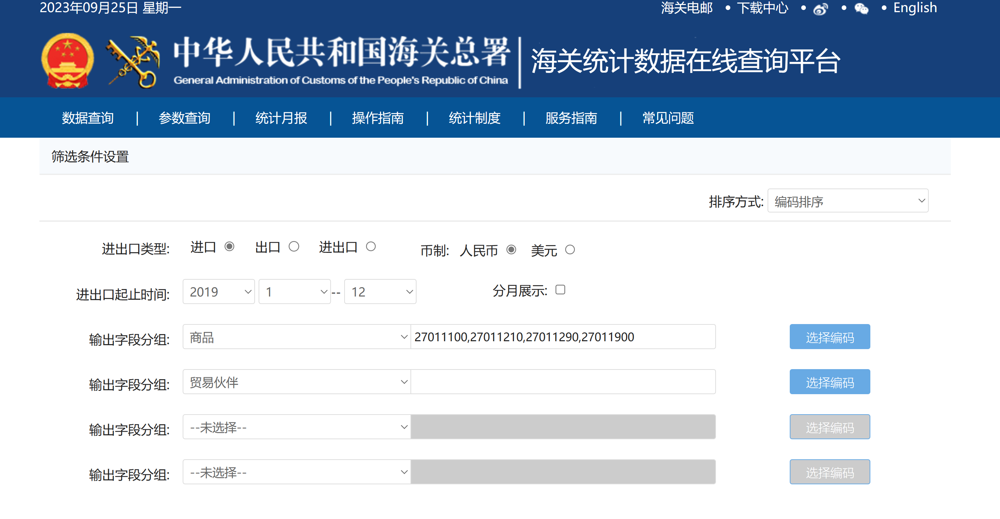 2023年09月25日 星期一
海关电邮 • 下载中心 • • • English
中华人民共和国海关总署
General Administration of Customs of the People's Republic of China
海关统计数据在线查询平台
数据查询 | 参数查询 | 统计月报 | 操作指南 | 统计制度 | 服务指南 | 常见问题
筛选条件设置
排序方式: 编码排序
进出口类型: 进口 出口 进出口 币制: 人民币 美元
进出口起止时间: 2019 1 -- 12 分月展示:
输出字段分组: 商品 27011100,27011210,27011290,27011900 选择编码
输出字段分组: 贸易伙伴 选择编码
输出字段分组: --未选择-- 选择编码
输出字段分组: --未选择-- 选择编码